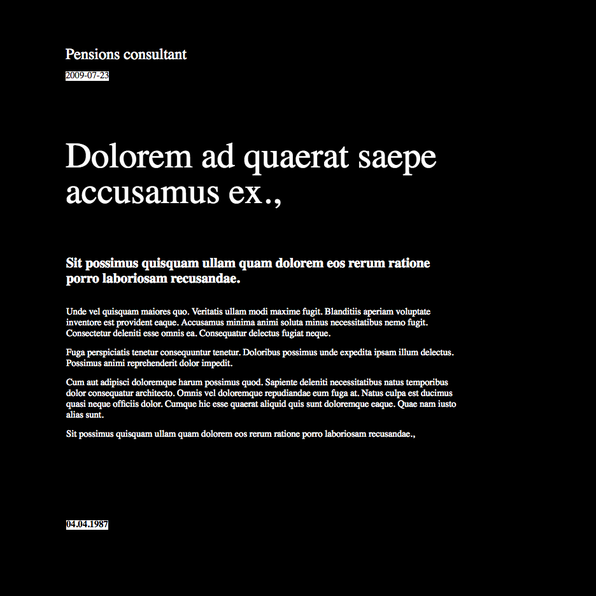 Pensions consultant
2009-07-23
Dolorem ad quaerat saepe
accusamus ex.,
Sit possimus quisquam ullam quam dolorem eos rerum ratione
porro laboriosam recusandae.
Unde vel quisquam maiores quo. Veritatis ullam modi maxime fugit. Blanditiis aperiam voluptate
inventore est provident eaque. Accusamus minima animi soluta minus necessitatibus nemo fugit.
Consectetur deleniti esse omnis ea. Consequatur delectus fugiat neque.
Fuga perspiciatis tenetur consequuntur tenetur. Doloribus possimus unde expedita ipsam illum delectus.
Possimus animi reprehenderit dolor impedit.
Cum aut adipisci doloremque harum possimus quod. Sapiente deleniti necessitatibus natus temporibus
dolor consequatur architecto. Omnis vel doloremque repudiandae eum fuga at. Natus culpa est ducimus
quasi neque officiis dolor. Cumque hic esse quaerat aliquid quis sunt doloremque eaque. Quae nam iusto
alias sunt.
Sit possimus quisquam ullam quam dolorem eos rerum ratione porro laboriosam recusandae.,
04.04.1987